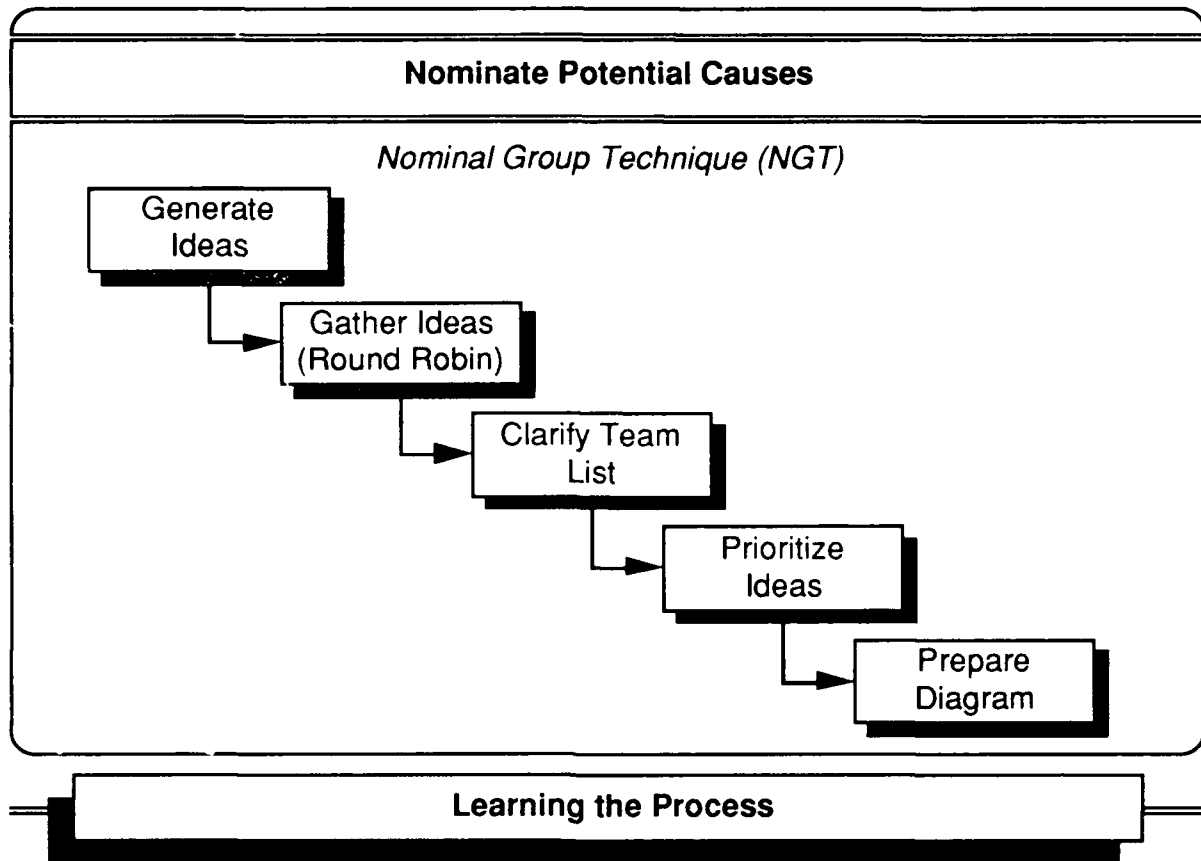 Nominate Potential Causes
Nominal Group Technique (NGT)
Generate
Ideas
Gather Ideas
(Round Robin)
Clarify Team
List
Prioritize
Ideas
Prepare
Diagram
Learning the Process